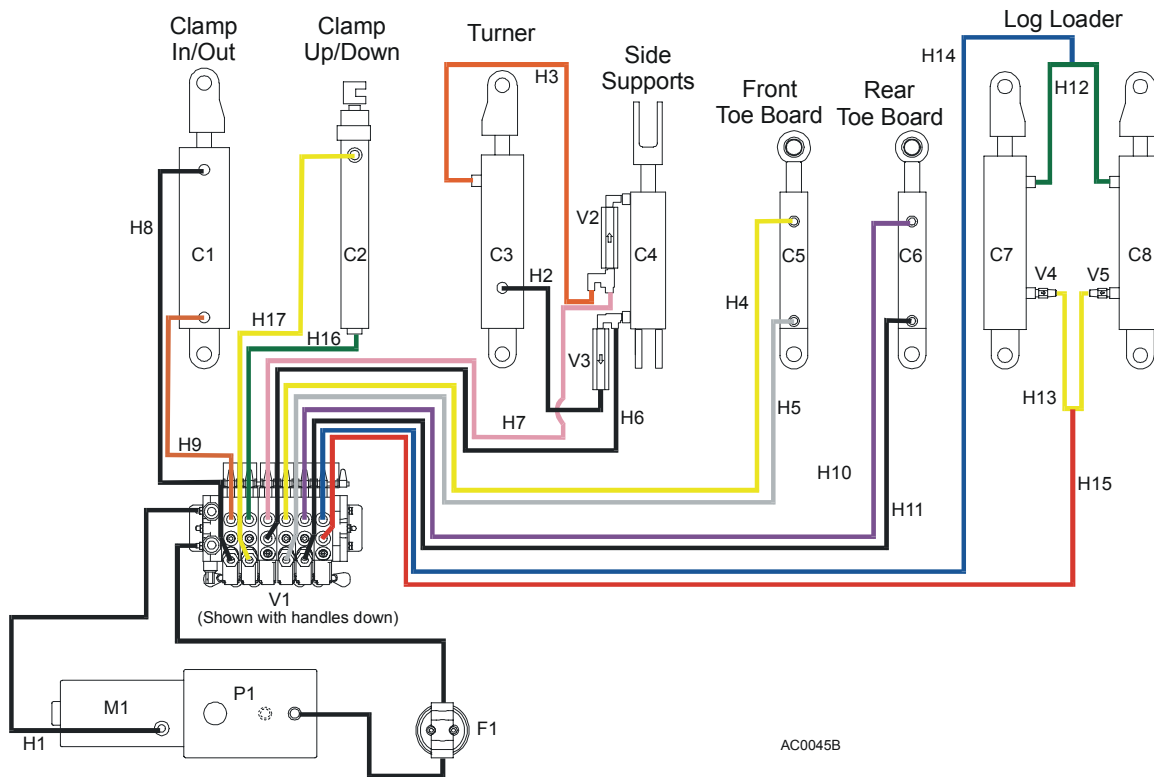 Clamp
In/Out
Clamp
Up/Down
Turner
Side
Supports
Front
Toe Board
Rear
Toe Board
Log Loader
H3
H14
H12
H8
C1
C2
C3
H2
V2
C4
C5
C6
C7
C8
V4
V5
H4
H17
H16
V3
H13
H9
H7
H6
H5
H10
H11
H15
V1
(Shown with handles down)
M1
P1
F1
H1
AC0045B